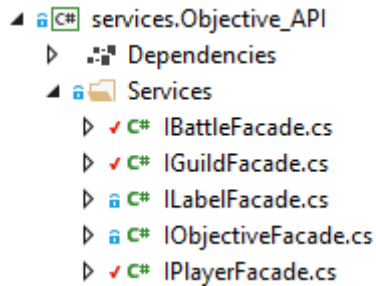 C# services.Objective_API
Dependencies
Services
C# IBattleFacade.cs
C# IGuildFacade.cs
C# ILabelFacade.cs
C# IObjectiveFacade.cs
C# IPlayerFacade.cs